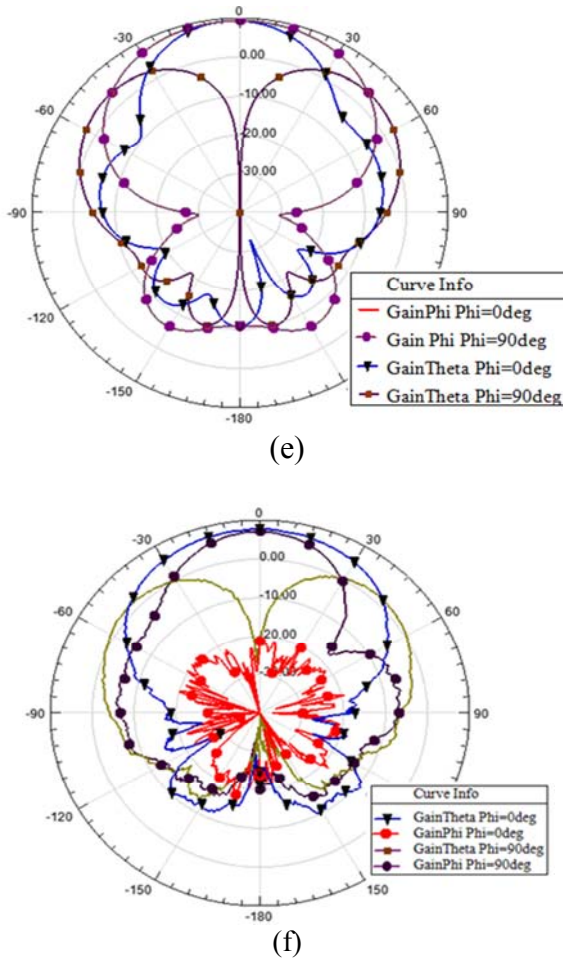 0
-30
30
0.00
-10.00
-60
60
20.00
30.00
-90
90
Curve Info
GainPhi Phi=0deg
Gain Phi Phi=90deg
GainTheta Phi=0deg
GainTheta Phi=90deg
-120
-150
-180
(e)
0
-30
30
0.00
-10.00
-60
60
20.00
-90
90
Curve Info
GainTheta Phi=0deg
GainPhi Phi=0deg
GainTheta Phi=90deg
GainPhi Phi=90deg
-120
-150
150
-180
(f)